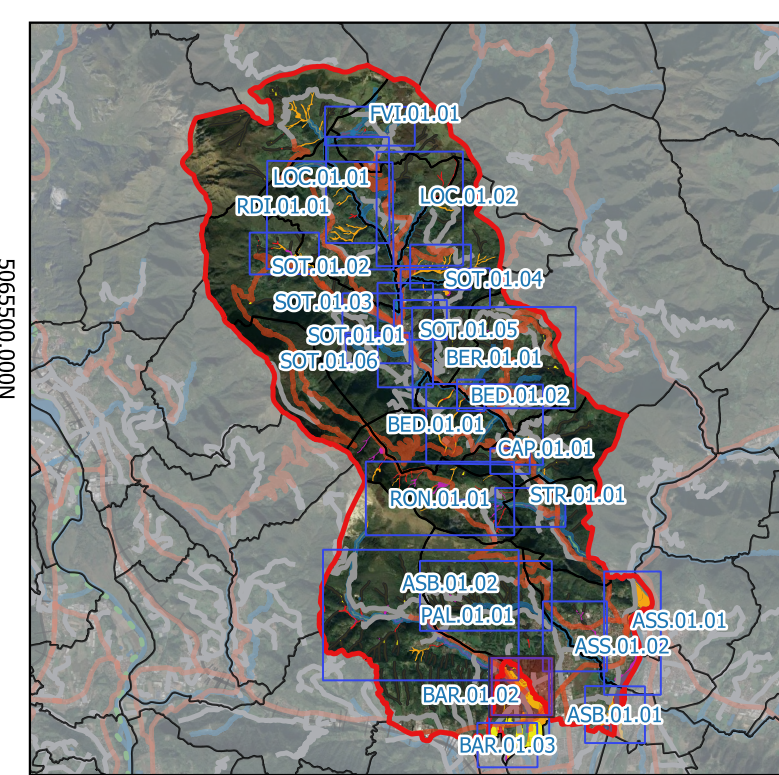 FVI.01.01
LOC.01.01
LOC.01.02
RDI.01.01
SOT.01.02
SOT.01.04
SOT.01.03
SOT.01.01
SOT.01.05
SOT.01.06
BER.01.01
BED.01.02
BED.01.01
CAP.01.01
RON.01.01
STR.01.01
ASB.01.02
PAL.01.01
ASS.01.01
ASS.01.02
BAR.01.02
ASB.01.01
BAR.01.03
5065500.000N